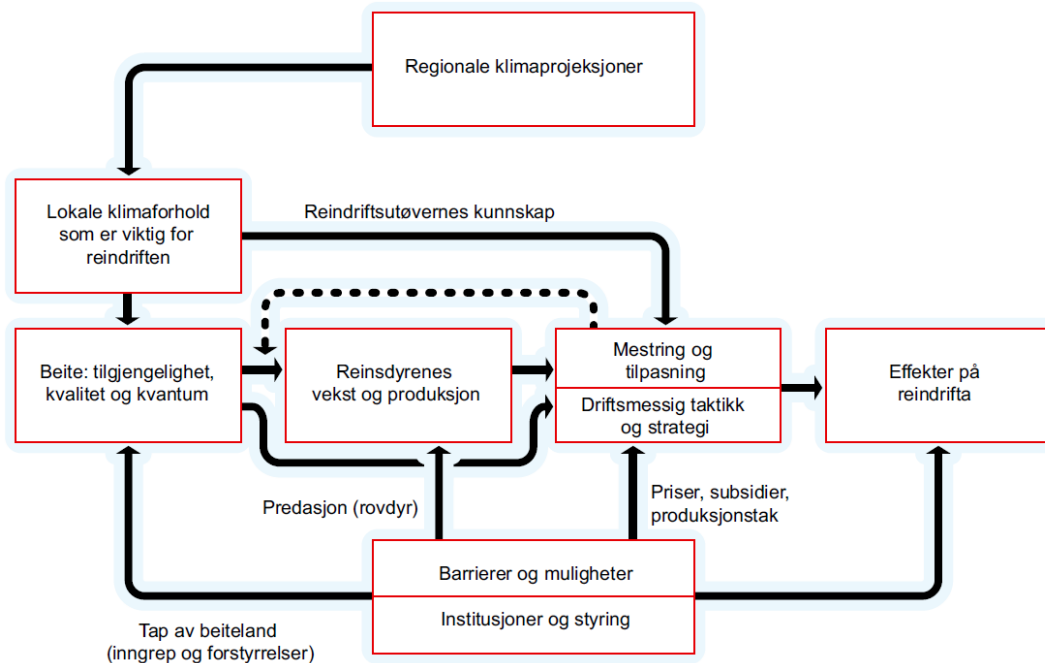 Regionale klimaprojeksjoner
Lokale klimaforhold
som er viktig for
reindriften
Reindriftsutøvernes kunnskap
Beite: tilgjengelighet,
kvalitet og kvantum
Reinsdyrenes
vekst og produksjon
Mestring og
tilpasning
Driftsmessig taktikk
og strategi
Effekter på
reindrifta
Predasjon (rovdyr)
Priser, subsidier,
produksjonstak
Barrierer og muligheter
Institusjoner og styring
Tap av beiteland
(inngrep og forstyrrelser)